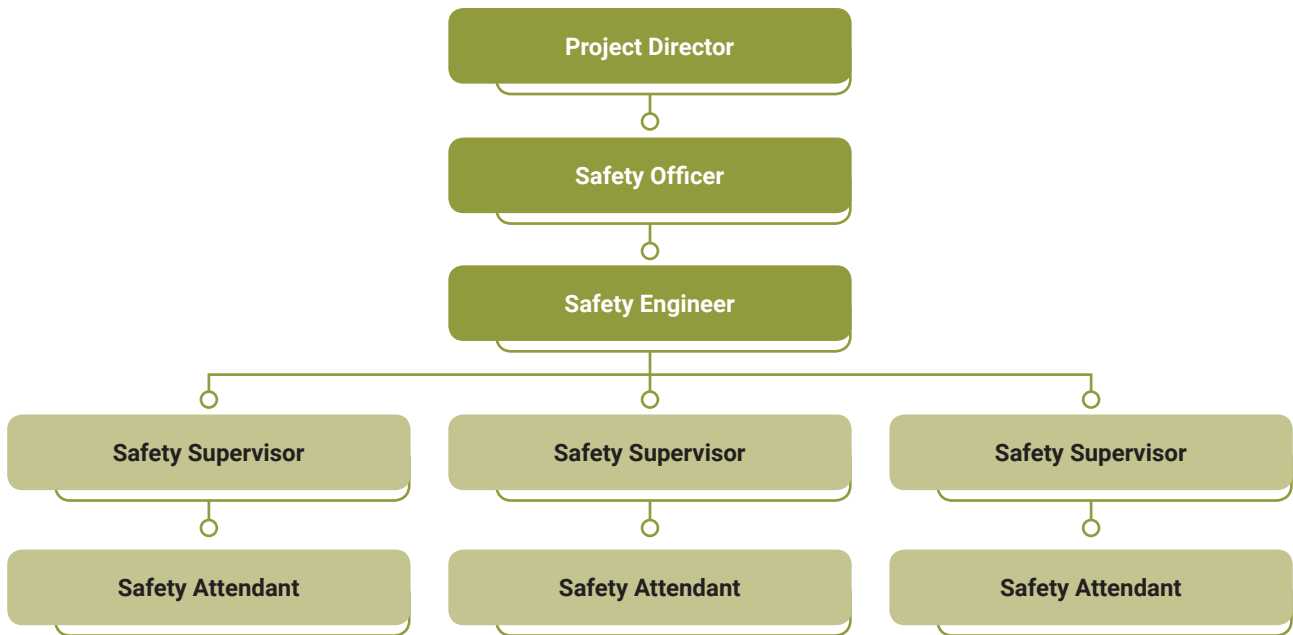 Project Director
Safety Officer
Safety Engineer
Safety Supervisor
Safety Supervisor
Safety Supervisor
Safety Attendant
Safety Attendant
Safety Attendant